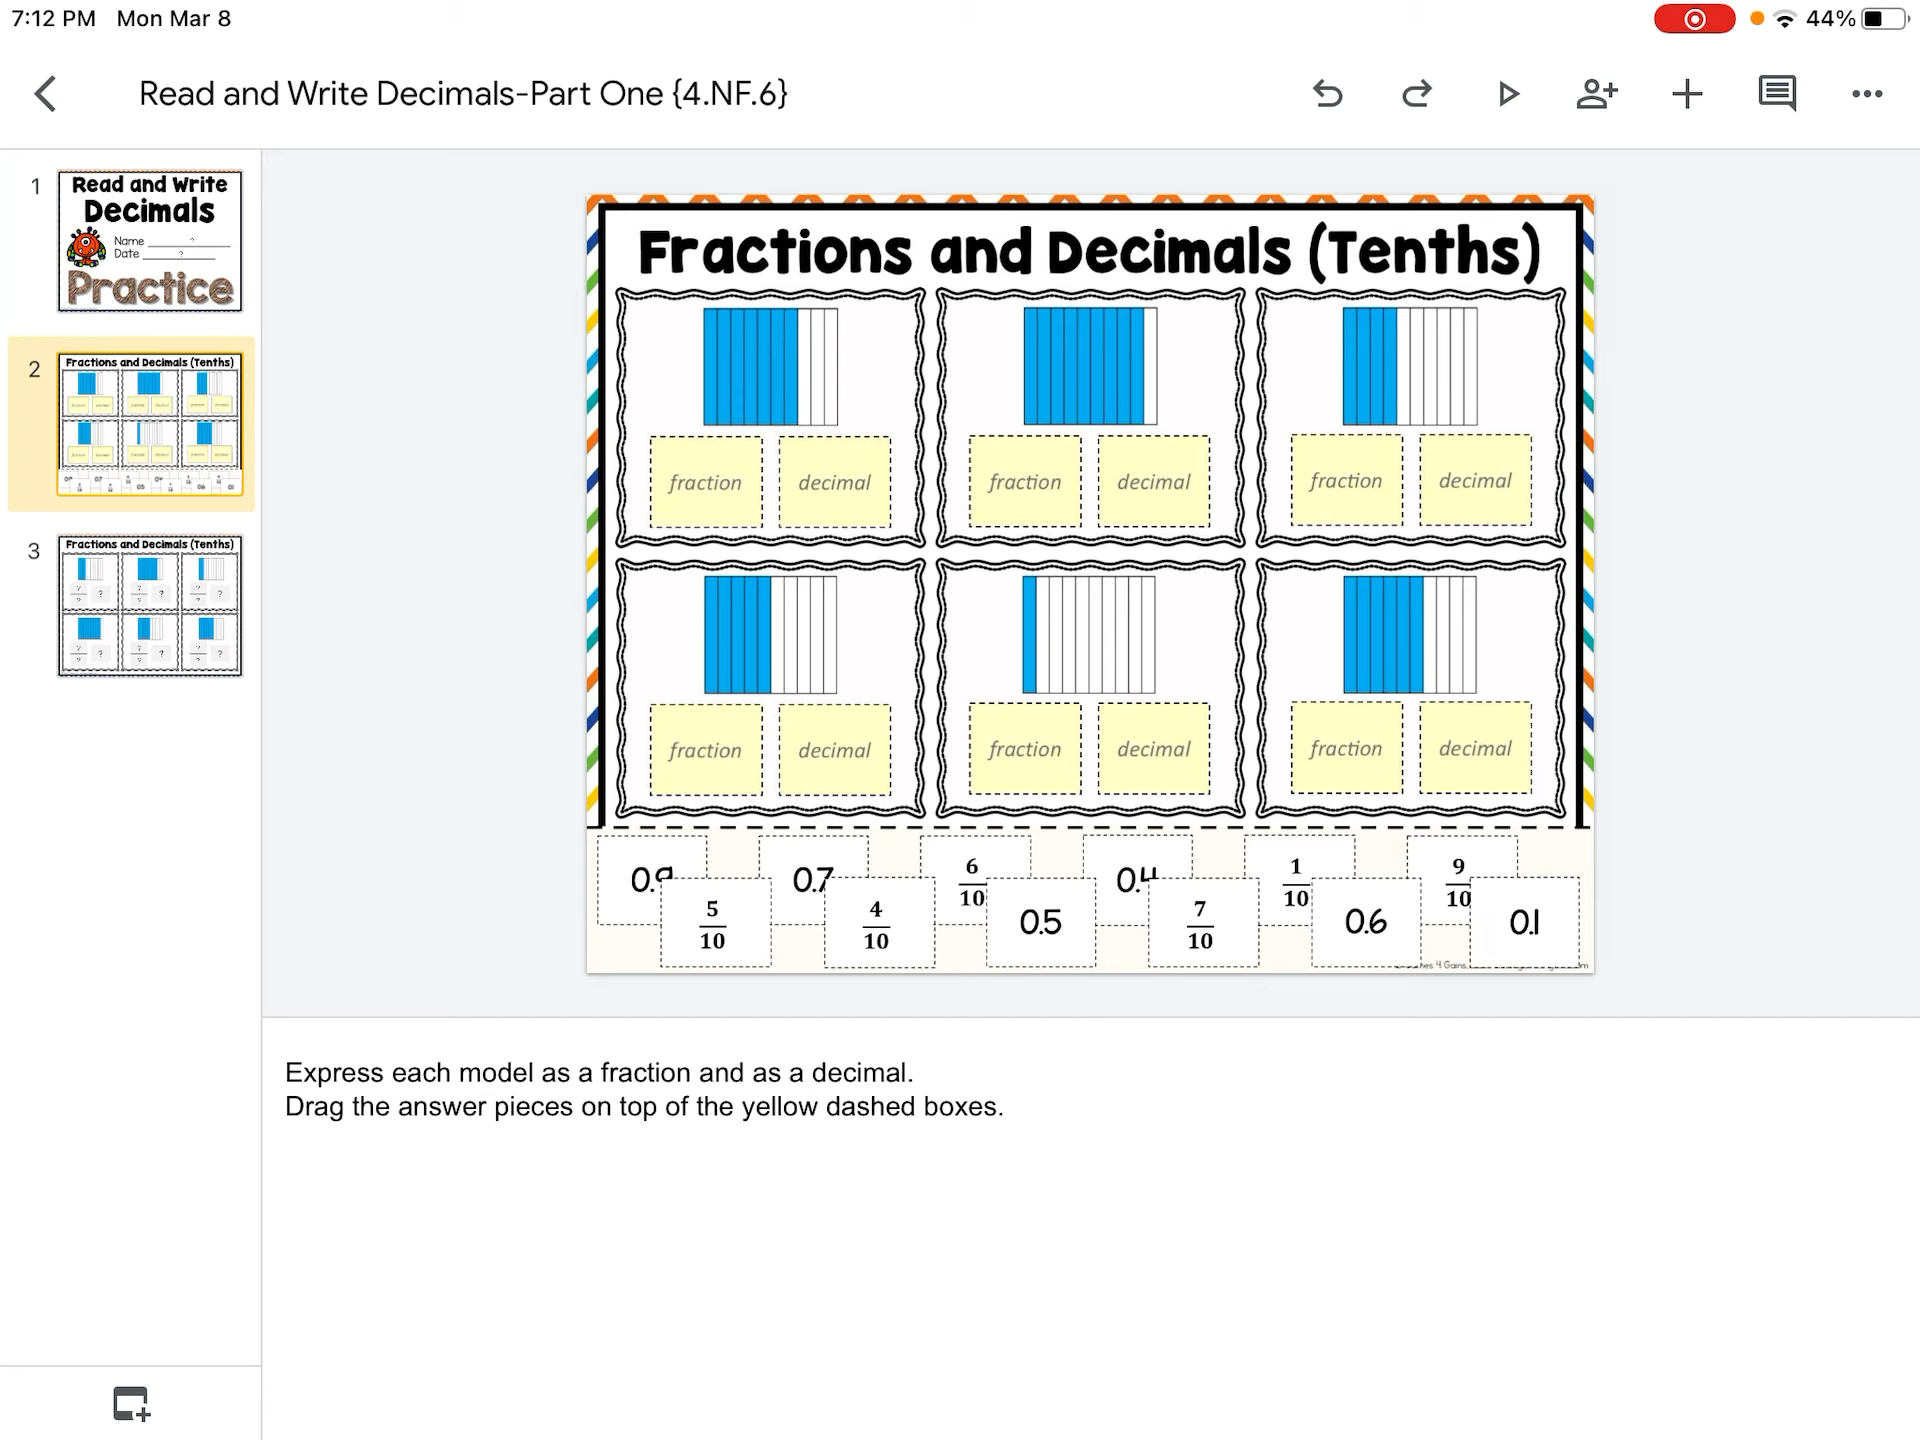 7:12 PM Mon Mar 8
44%
Read and Write Decimals-Part One {4.NF.6}
1
Read and Write
Decimals
Name ?
Date ?
Practice
2
Fractions and Decimals (Tenths)
3
Fractions and Decimals (Tenths)
? ? ? ? ? ? ? ? ?
? ? ? ? ? ? ? ? ?
Fractions and Decimals (Tenths)
fraction decimal fraction decimal fraction decimal
fraction decimal fraction decimal fraction decimal
0.9 0.7 6/10 0.4 1/10 9/10
5/10 4/10 0.5 7/10 0.6 0.1
Express each model as a fraction and as a decimal.
Drag the answer pieces on top of the yellow dashed boxes.